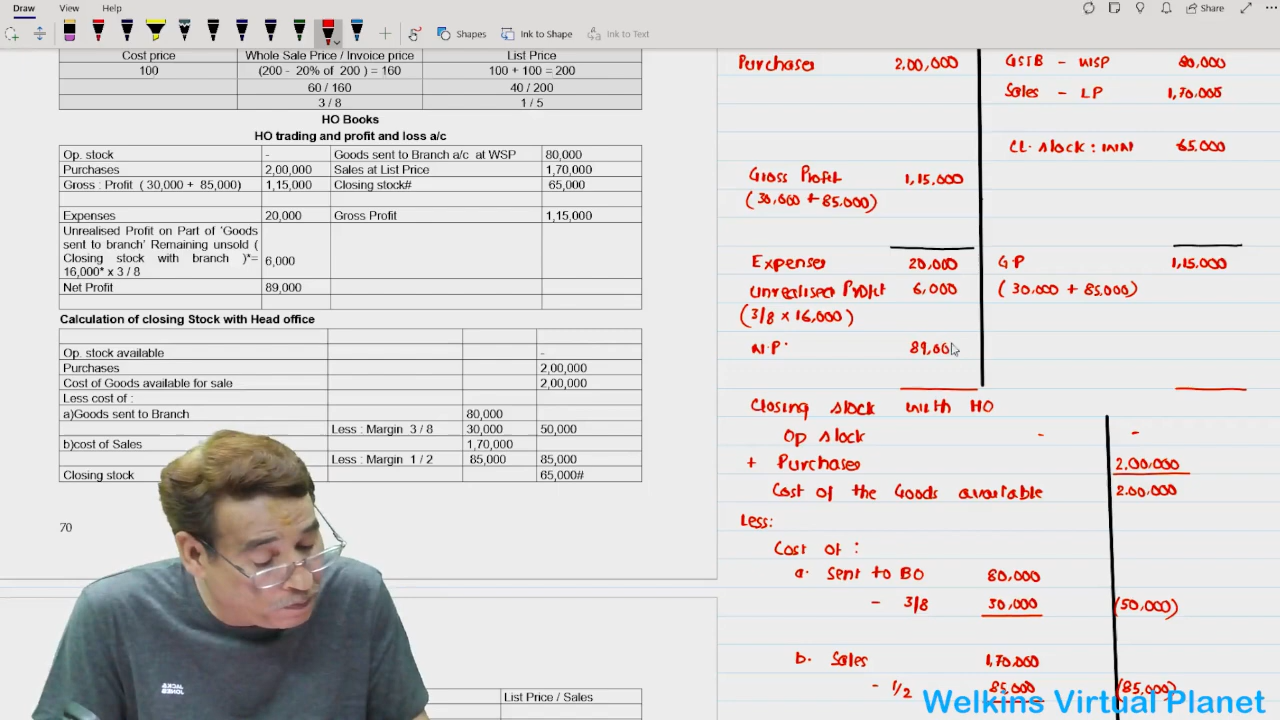 Draw View Help
Share
Shapes Ink to Shape Ink to Text
Cost price Whole Sale Price / Invoice price List Price
100 (200 - 20% of 200 ) = 160 100 + 100 = 200
60 / 160 40 / 200
3 / 8 1 / 5
HO Books
HO trading and profit and loss a/c
Op. stock - Goods sent to Branch a/c at WSP 80,000
Purchases 2,00,000 Sales at List Price 1,70,000
Gross : Profit ( 30,000 + 85,000) 1,15,000 Closing stock# 65,000
Expenses 20,000 Gross Profit 1,15,000
Unrealised Profit on Part of 'Goods
sent to branch' Remaining unsold (
Closing stock with branch )*=
16,000* x 3 / 8 6,000
Net Profit 89,000
Calculation of closing Stock with Head office
Op. stock available -
Purchases 2,00,000
Cost of Goods available for sale 2,00,000
Less cost of :
a)Goods sent to Branch 80,000
Less : Margin 3 / 8 30,000 50,000
b)cost of Sales 1,70,000
Less : Margin 1 / 2 85,000 85,000
Closing stock 65,000#
70
List Price / Sales
Purchases 2,00,000 GSTB - WSP 80,000
Sales - LP 1,70,000
CL. stock : 65,000
Gross Profit 1,15,000
(30,000 + 85,000)
Expenses 20,000 G.P 1,15,000
Unrealised Profit 6,000 (30,000 + 85,000)
(3/8 x 16,000)
N.P. 89,00
Closing stock with HO
Op stock - -
+ Purchases 2,00,000
Cost of the Goods available 2,00,000
Less:
Cost of :
a. Sent to BO 80,000
- 3/8 30,000 (50,000)
b. Sales 1,70,000
- 1/2 85,000 (85,000)
Welkins Virtual Planet